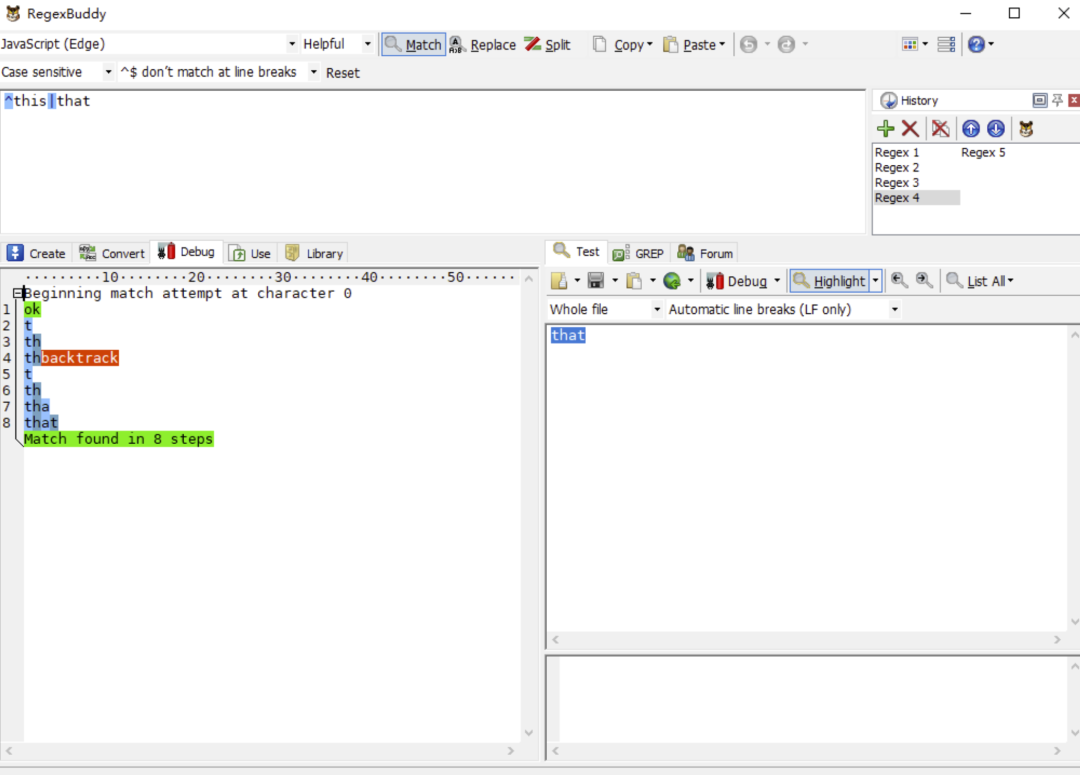 RegexBuddy
JavaScript (Edge) Helpful Match Replace Split Copy Paste
Case sensitive ^$ don't match at line breaks Reset
^this|that
History
Regex 1 Regex 5
Regex 2
Regex 3
Regex 4
Create Convert Debug Use Library
Test GREP Forum
·········10········20········30········40········50······
Beginning match attempt at character 0
1 ok
2 t
3 th
4 thbacktrack
5 t
6 th
7 tha
8 that
Match found in 8 steps
Debug Highlight List All
Whole file Automatic line breaks (LF only)
that